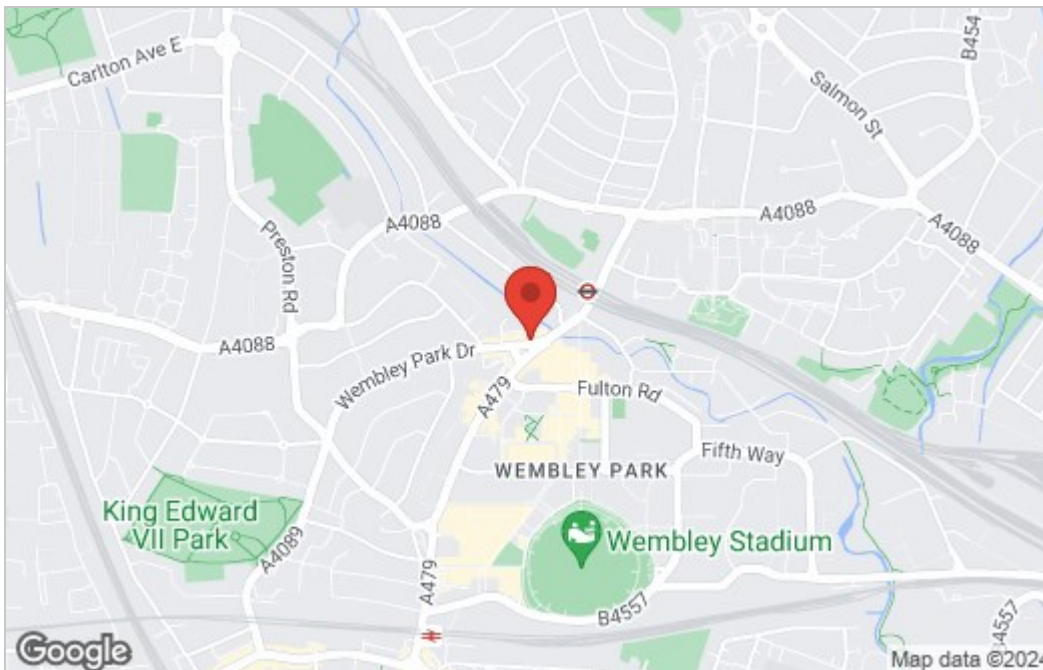 Carlton Ave E
B454
Salmon St
A4088
A4088
A4088
Preston Rd
A4088
Wembley Park Dr
A479
Fulton Rd
Fifth Way
WEMBLEY PARK
King Edward
VII Park
A4089
Wembley Stadium
A479
B4557
B4557
Google
Map data ©2024